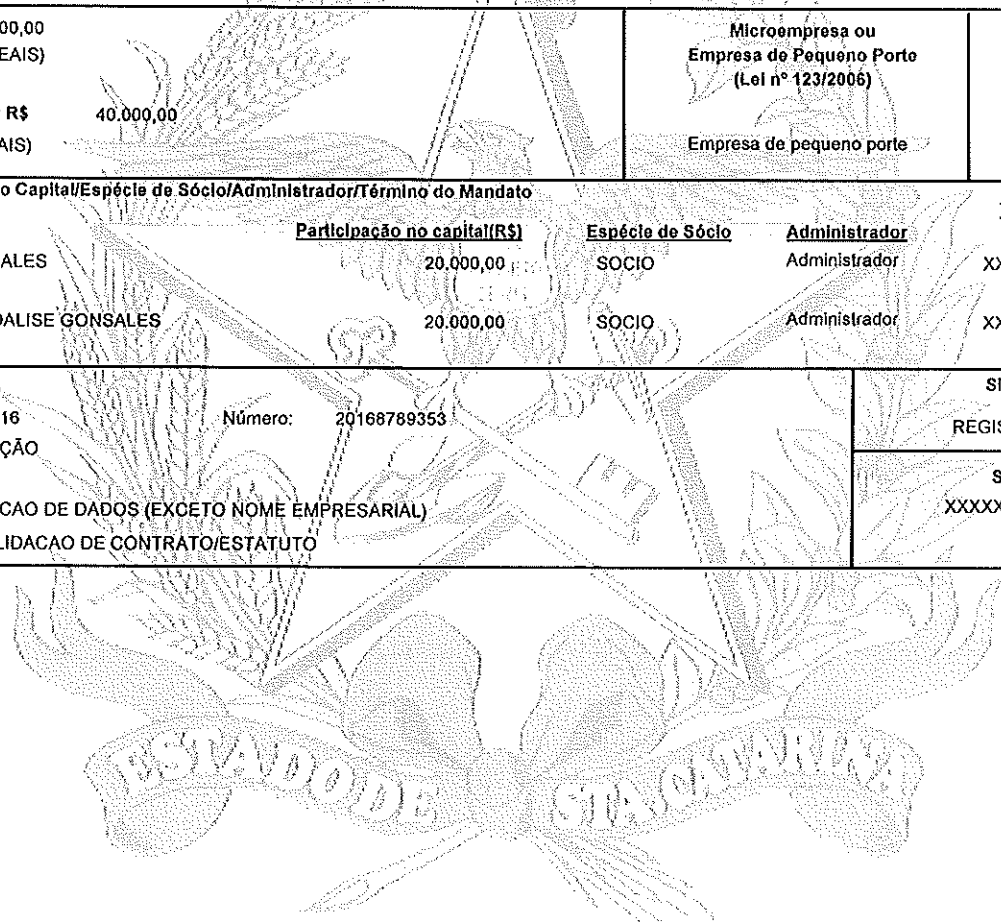 00,00
EAIS)
R$ 40.000,00
AIS)
Microempresa ou
Empresa de Pequeno Porte
(Lei nº 123/2006)
Empresa de pequeno porte
o Capital/Espécie de Sócio/Administrador/Término do Mandato
Participação no capital(R$) Espécie de Sócio Administrador
ALES 20.000,00 SOCIO Administrador XX
DALISE GONSALES 20.000,00 SOCIO Administrador XX
16 Número: 20168789353
ÇÃO
CAO DE DADOS (EXCETO NOME EMPRESARIAL)
LIDACAO DE CONTRATO/ESTATUTO
REGIS
S
XXXXX
ESTADO DE STA. CATARINA